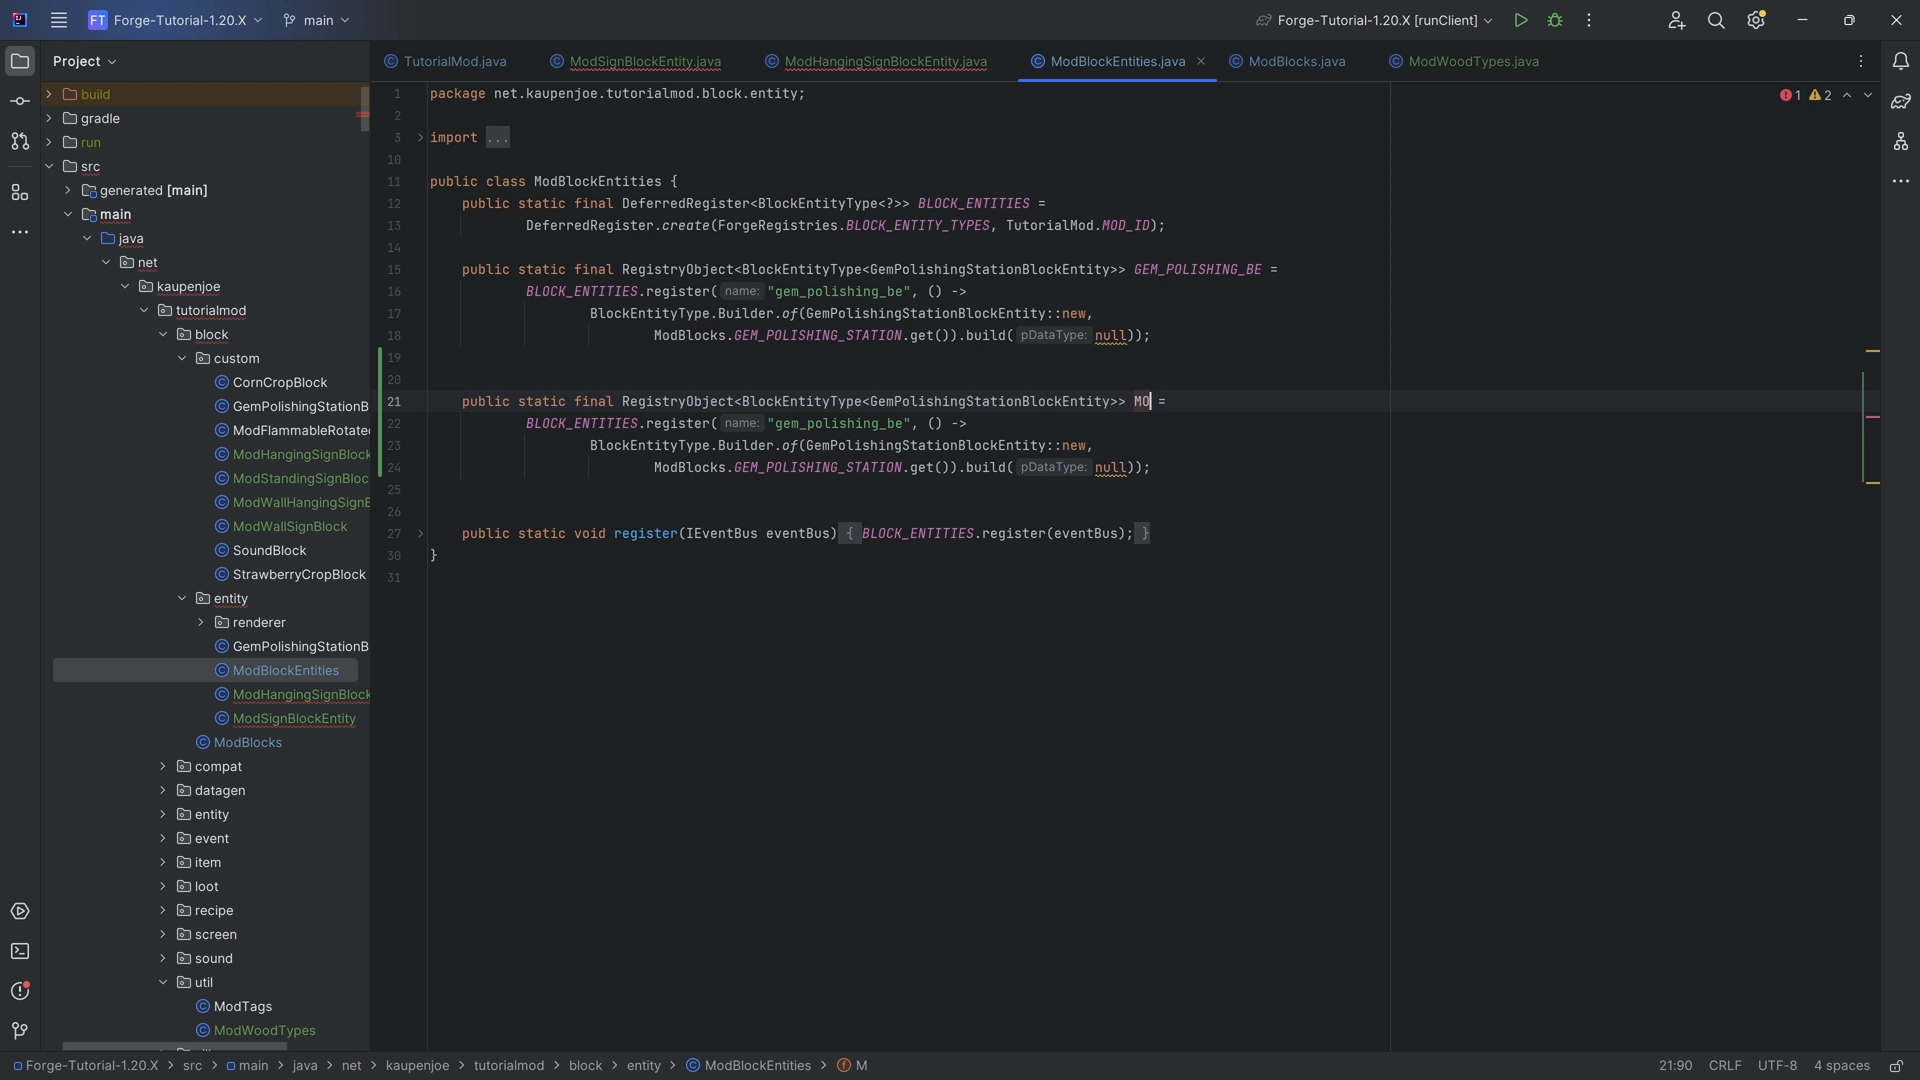 FT Forge-Tutorial-1.20.X main Forge-Tutorial-1.20.X [runClient]
Project
TutorialMod.java ModSignBlockEntity.java ModHangingSignBlockEntity.java ModBlockEntities.java ModBlocks.java ModWoodTypes.java
build
gradle
run
src
generated [main]
main
java
net
kaupenjoe
tutorialmod
block
custom
CornCropBlock
GemPolishingStationB
ModFlammableRotate
ModHangingSignBlock
ModStandingSignBloc
ModWallHangingSignE
ModWallSignBlock
SoundBlock
StrawberryCropBlock
entity
renderer
GemPolishingStationB
ModBlockEntities
ModHangingSignBlock
ModSignBlockEntity
ModBlocks
compat
datagen
entity
event
item
loot
recipe
screen
sound
util
ModTags
ModWoodTypes
1 2
1 package net.kaupenjoe.tutorialmod.block.entity;
2
3 import ...
10
11 public class ModBlockEntities {
12 public static final DeferredRegister<BlockEntityType<?>> BLOCK_ENTITIES =
13 DeferredRegister.create(ForgeRegistries.BLOCK_ENTITY_TYPES, TutorialMod.MOD_ID);
14
15 public static final RegistryObject<BlockEntityType<GemPolishingStationBlockEntity>> GEM_POLISHING_BE =
16 BLOCK_ENTITIES.register( name: "gem_polishing_be", () ->
17 BlockEntityType.Builder.of(GemPolishingStationBlockEntity::new,
18 ModBlocks.GEM_POLISHING_STATION.get()).build( pDataType: null));
19
20
21 public static final RegistryObject<BlockEntityType<GemPolishingStationBlockEntity>> MO =
22 BLOCK_ENTITIES.register( name: "gem_polishing_be", () ->
23 BlockEntityType.Builder.of(GemPolishingStationBlockEntity::new,
24 ModBlocks.GEM_POLISHING_STATION.get()).build( pDataType: null));
25
26
27 public static void register(IEventBus eventBus) { BLOCK_ENTITIES.register(eventBus); }
30 }
31
Forge-Tutorial-1.20.X > src > main > java > net > kaupenjoe > tutorialmod > block > entity > ModBlockEntities > M
21:90 CRLF UTF-8 4 spaces